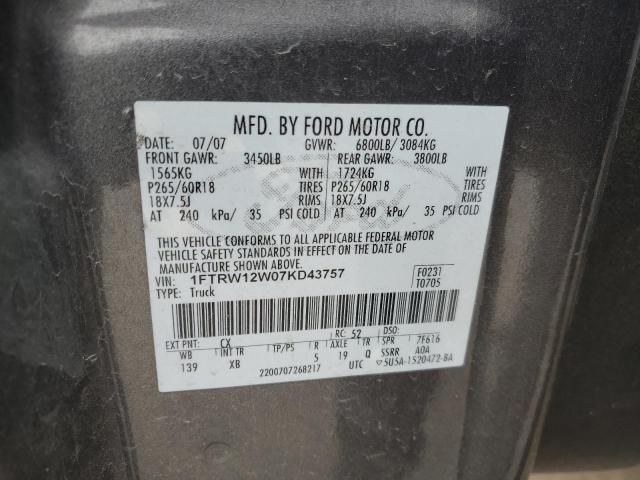 MFD. BY FORD MOTOR CO.
DATE: 07/07 GVWR: 6800LB/ 3084KG
FRONT GAWR: 3450LB REAR GAWR: 3800LB
1565KG WITH 1724KG WITH
P265/60R18 TIRES P265/60R18 TIRES
18X7.5J RIMS 18X7.5J RIMS
AT 240 kPa/ 35 PSI COLD AT 240 kPa/ 35 PSI COLD
THIS VEHICLE CONFORMS TO ALL APPLICABLE FEDERAL MOTOR
VEHICLE SAFETY STANDARDS IN EFFECT ON THE DATE OF
MANUFACTURE SHOWN ABOVE.
VIN: 1FTRW12W07KD43757 F0231
TYPE: Truck T0705
EXT PNT: CX RC: 52 DSO:
WB INT TR TP/PS R AXLE TR SPR 7F616
139 XB 5 19 Q SSRR A0A
2200707268217 UTC ▽5U5A-1520472-BA